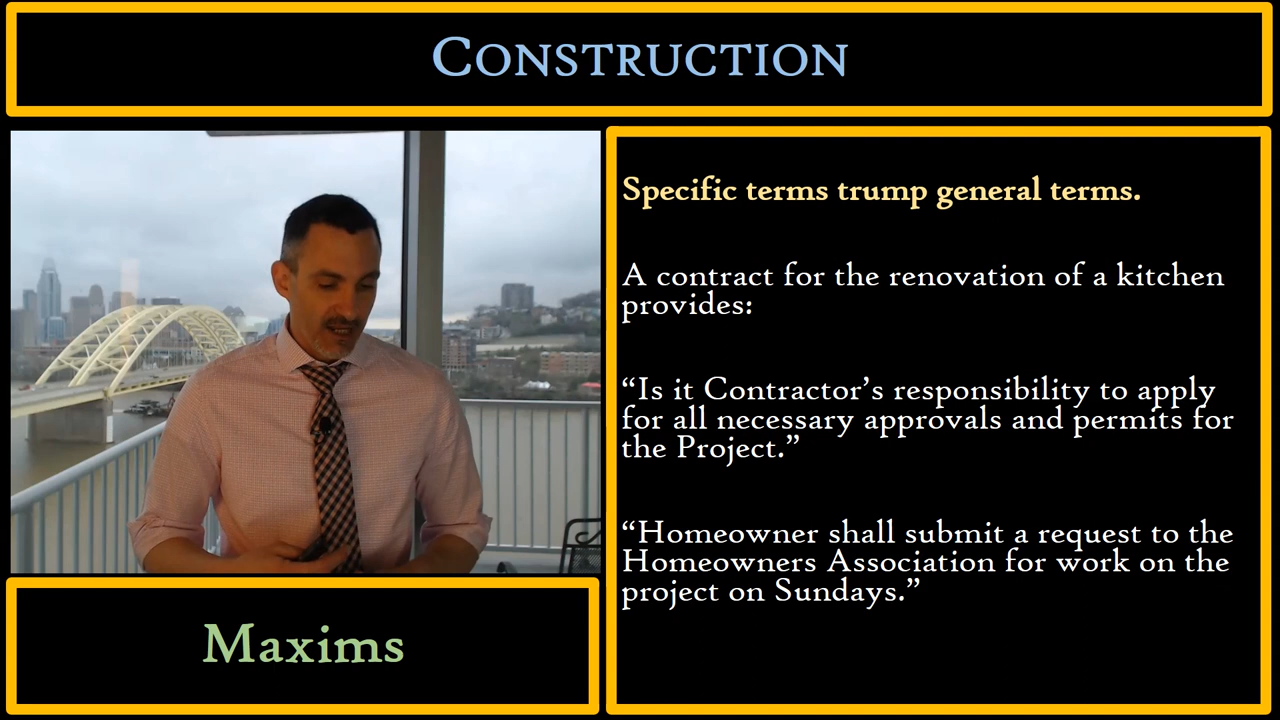 CONSTRUCTION
Specific terms trump general terms.
A contract for the renovation of a kitchen
provides:
“Is it Contractor’s responsibility to apply
for all necessary approvals and permits for
the Project.”
“Homeowner shall submit a request to the
Homeowners Association for work on the
project on Sundays.”
Maxims